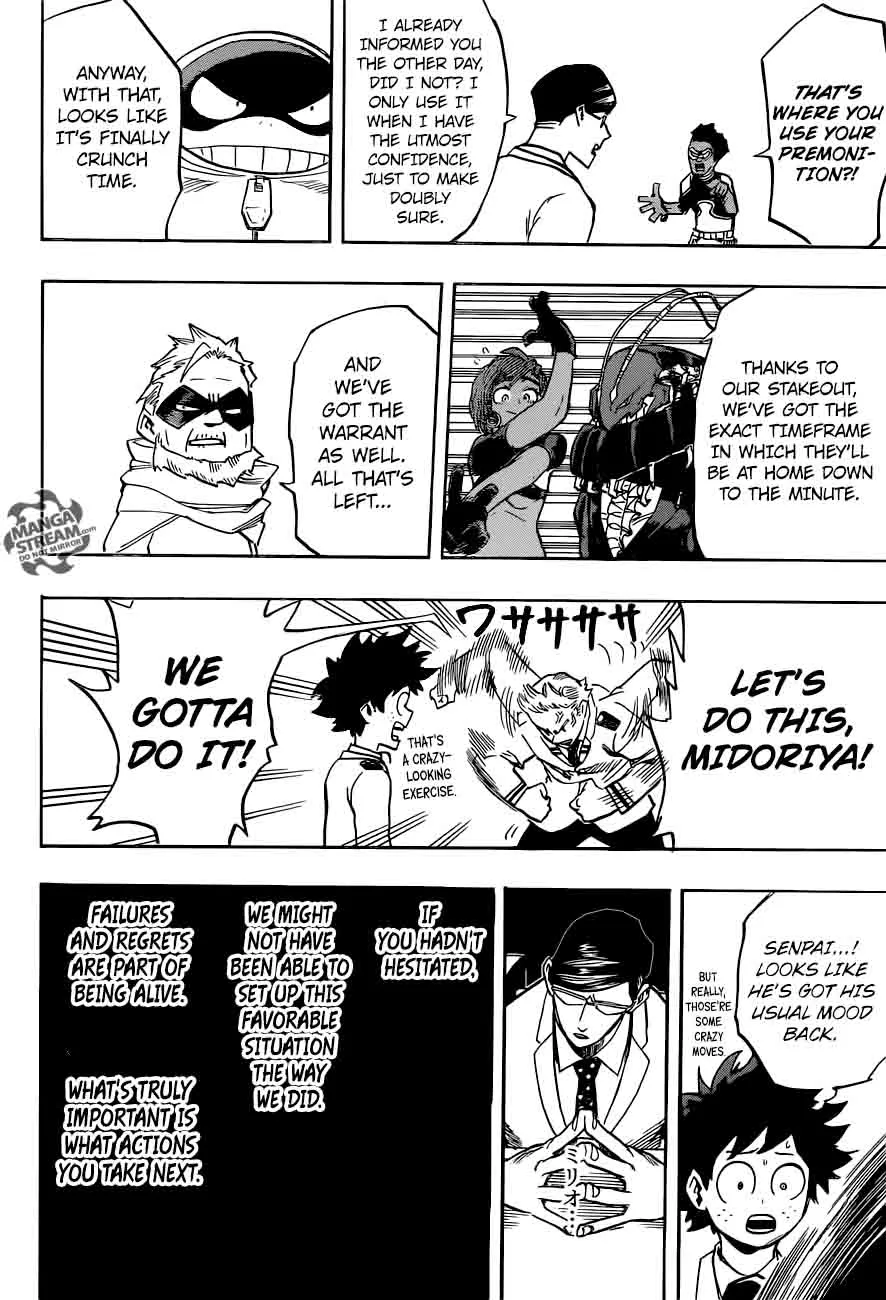 THAT'S
WHERE YOU
USE YOUR
PREMONI-
TION?!
I ALREADY
INFORMED YOU
THE OTHER DAY,
DID I NOT? I
ONLY USE IT
WHEN I HAVE
THE UTMOST
CONFIDENCE,
JUST TO MAKE
DOUBLY
SURE.
ANYWAY,
WITH THAT,
LOOKS LIKE
IT'S FINALLY
CRUNCH
TIME.
THANKS TO
OUR STAKEOUT,
WE'VE GOT THE
EXACT TIMEFRAME
IN WHICH THEY'LL
BE AT HOME DOWN
TO THE MINUTE.
AND
WE'VE
GOT THE
WARRANT
AS WELL.
ALL THAT'S
LEFT...
MANGA
STREAM.com
DO NOT MIRROR
LET'S
DO THIS,
MIDORIYA!
ワサササササ
THAT'S
A CRAZY-
LOOKING
EXERCISE.
WE
GOTTA
DO IT!
SENPAI...!
LOOKS LIKE
HE'S GOT HIS
USUAL MOOD
BACK.
BUT
REALLY,
THOSE'RE
SOME
CRAZY
MOVES.
ミリオ…
IF
YOU HADN'T
HESITATED,
WE MIGHT
NOT HAVE
BEEN ABLE TO
SET UP THIS
FAVORABLE
SITUATION
THE WAY
WE DID.
FAILURES
AND REGRETS
ARE PART OF
BEING ALIVE.
WHAT'S TRULY
IMPORTANT IS
WHAT ACTIONS
YOU TAKE NEXT.